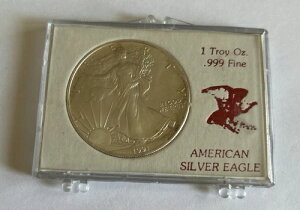 1 Troy Oz.
.999 Fine
AMERICAN
SILVER EAGLE